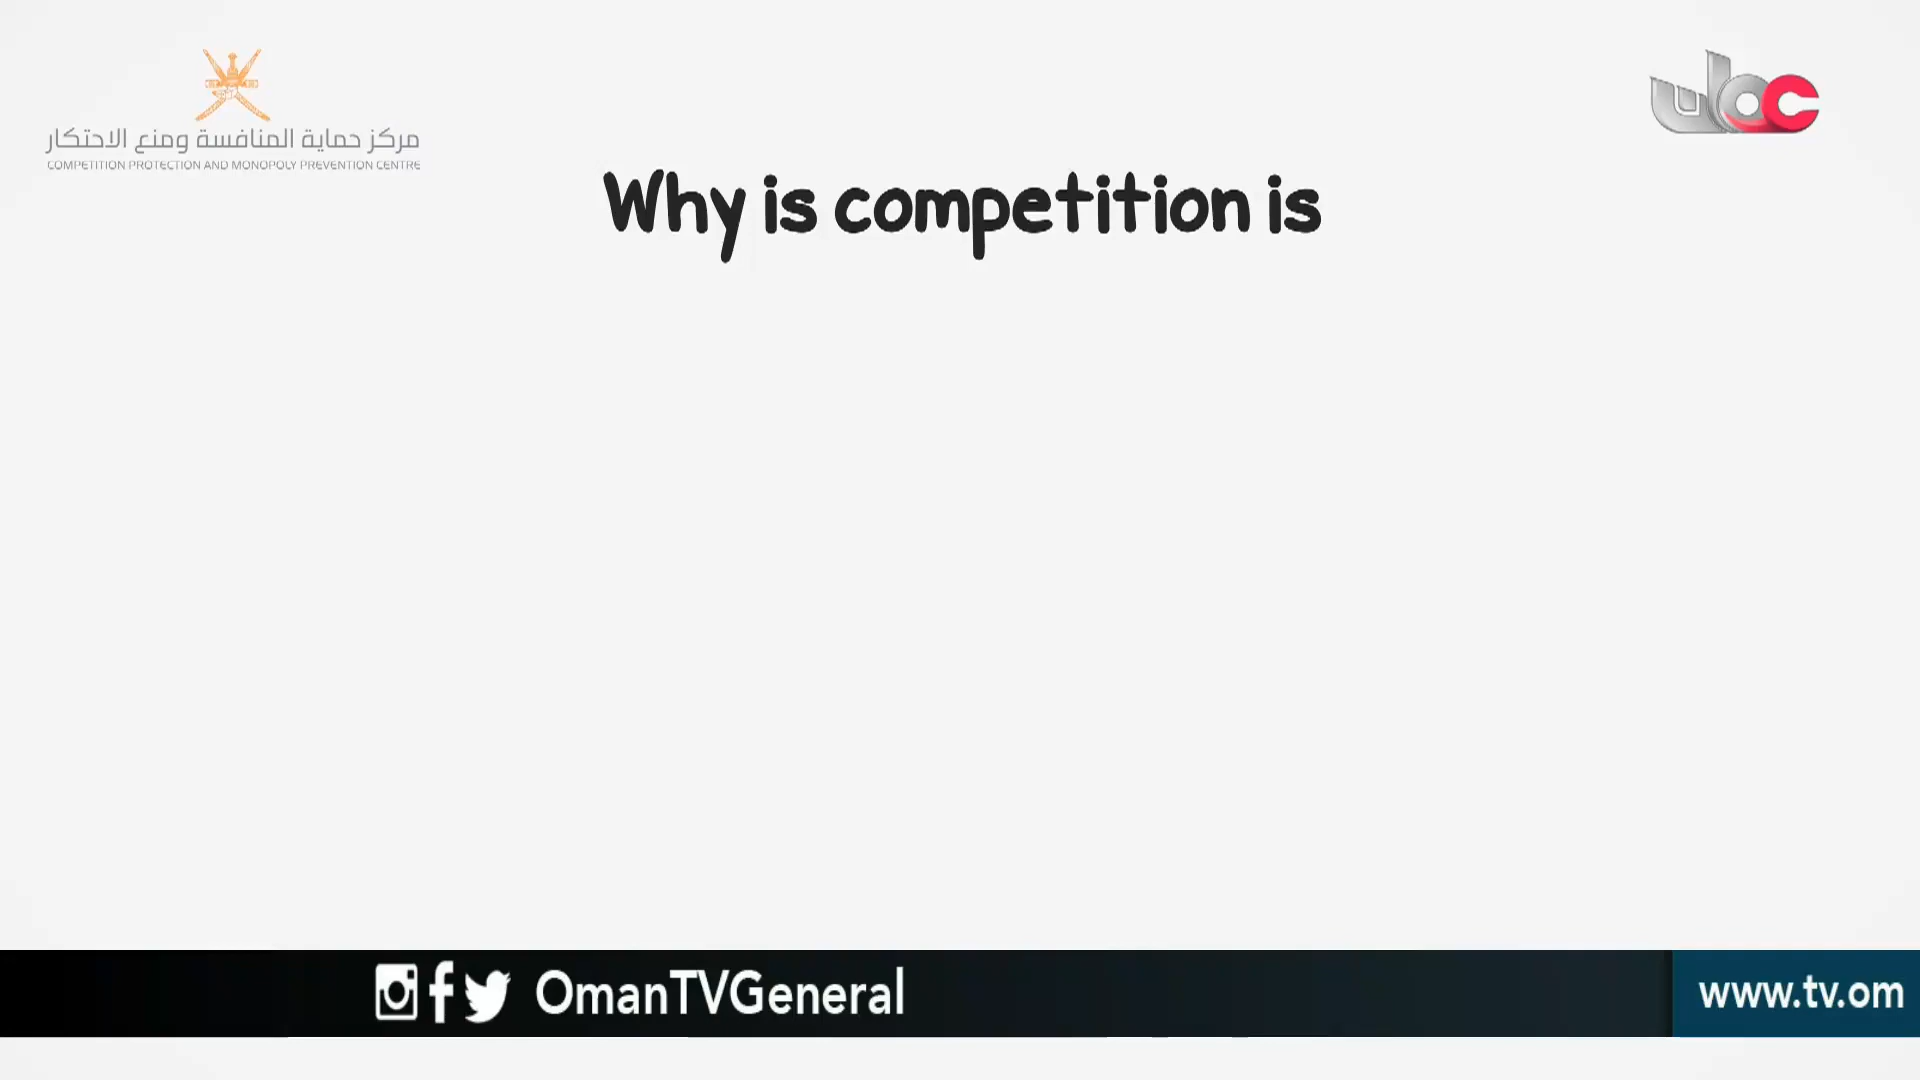 مركز حماية المنافسة ومنع الاحتكار
COMPETITION PROTECTION AND MONOPOLY PREVENTION CENTRE
عمان
Why is competition is
OmanTVGeneral
www.tv.om